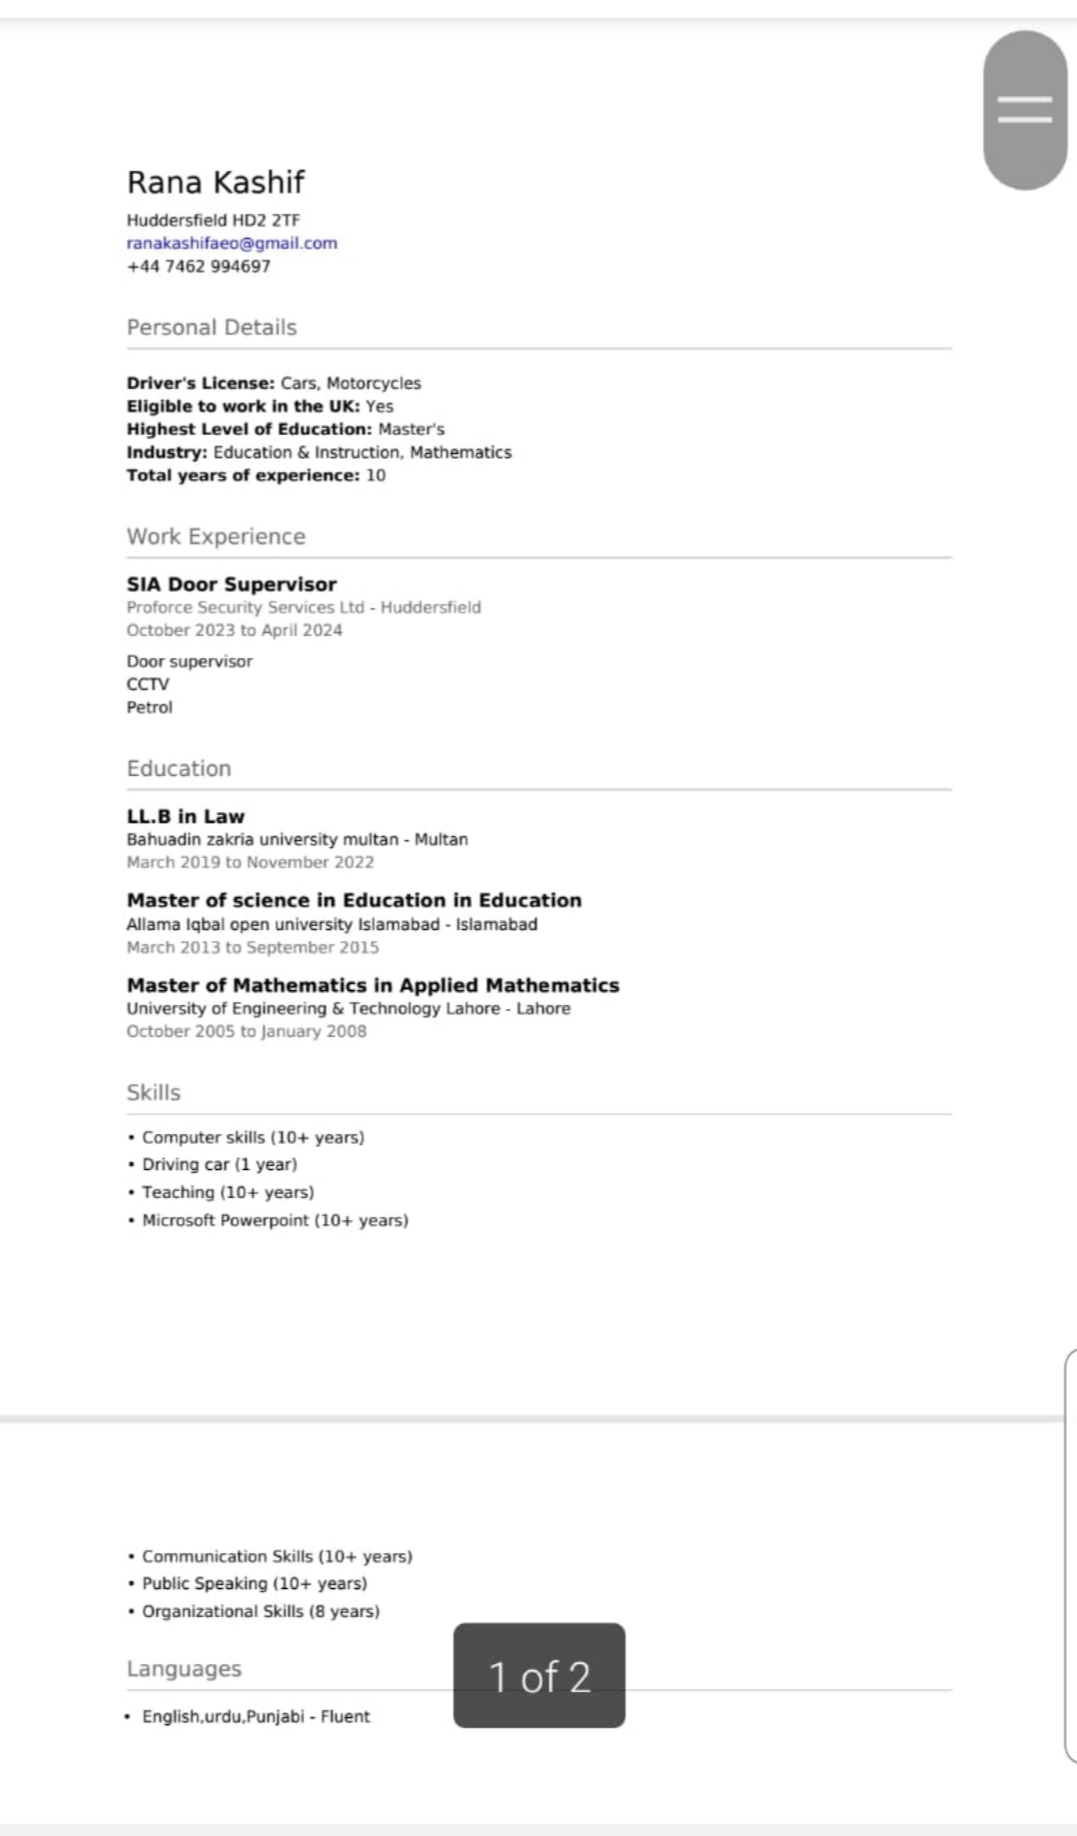 Rana Kashif
Huddersfield HD2 2TF
ranakashifaeo@gmail.com
+44 7462 994697
Personal Details
Driver's License: Cars, Motorcycles
Eligible to work in the UK: Yes
Highest Level of Education: Master's
Industry: Education & Instruction, Mathematics
Total years of experience: 10
Work Experience
SIA Door Supervisor
Proforce Security Services Ltd - Huddersfield
October 2023 to April 2024
Door supervisor
CCTV
Petrol
Education
LL.B in Law
Bahuadin zakria university multan - Multan
March 2019 to November 2022
Master of science in Education in Education
Allama Iqbal open university Islamabad - Islamabad
March 2013 to September 2015
Master of Mathematics in Applied Mathematics
University of Engineering & Technology Lahore - Lahore
October 2005 to January 2008
Skills
• Computer skills (10+ years)
• Driving car (1 year)
• Teaching (10+ years)
• Microsoft Powerpoint (10+ years)
• Communication Skills (10+ years)
• Public Speaking (10+ years)
• Organizational Skills (8 years)
Languages
1 of 2
• English,urdu,Punjabi - Fluent